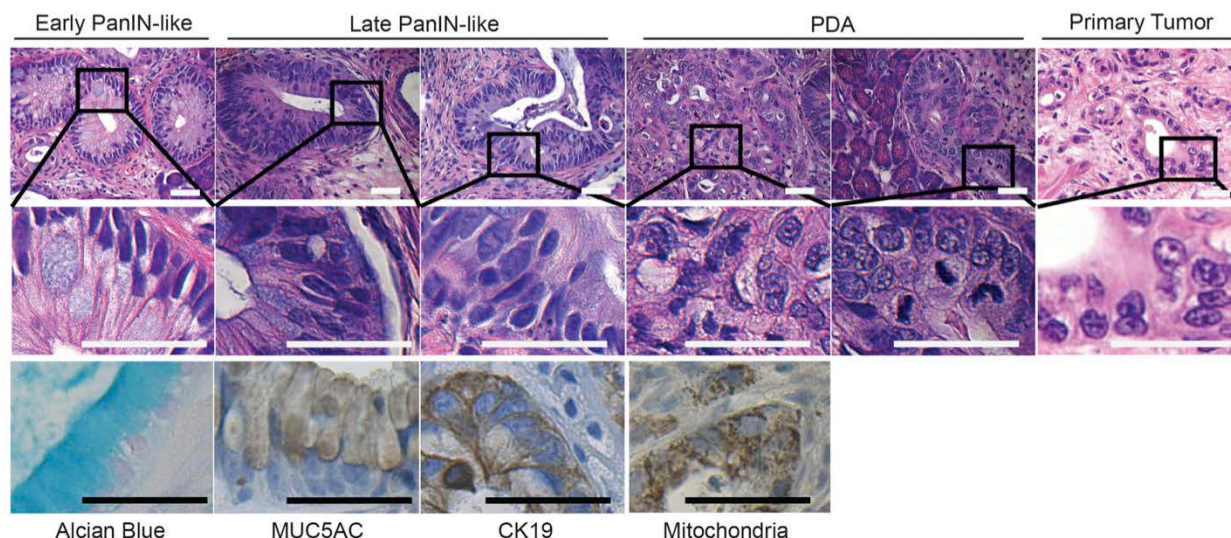 Early PanIN-like
Late PanIN-like
PDA
Primary Tumor
Alcian Blue
MUC5AC
CK19
Mitochondria